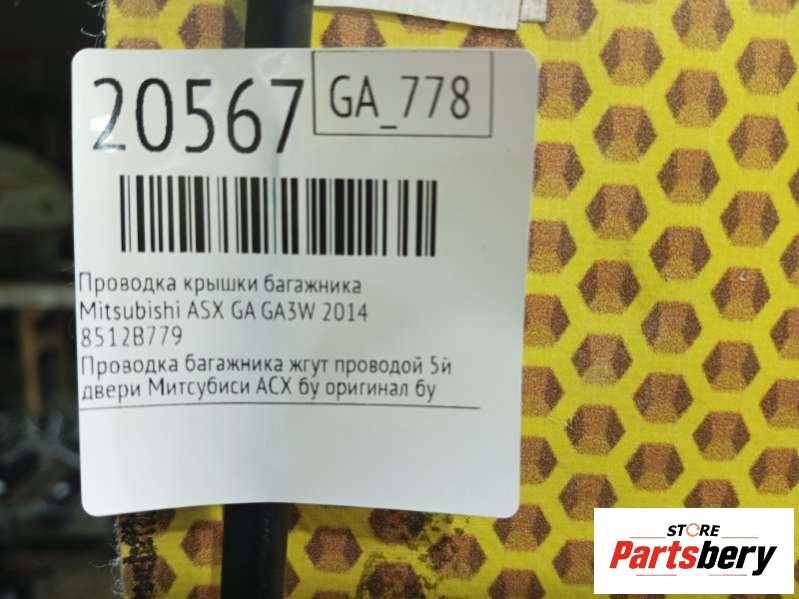 20567
GA_778
Проводка крышки багажника
Mitsubishi ASX GA GA3W 2014
8512B779
Проводка багажника жгут проводой 5й
двери Митсубиси АСХ бу оригинал бу
STORE
Partsbery